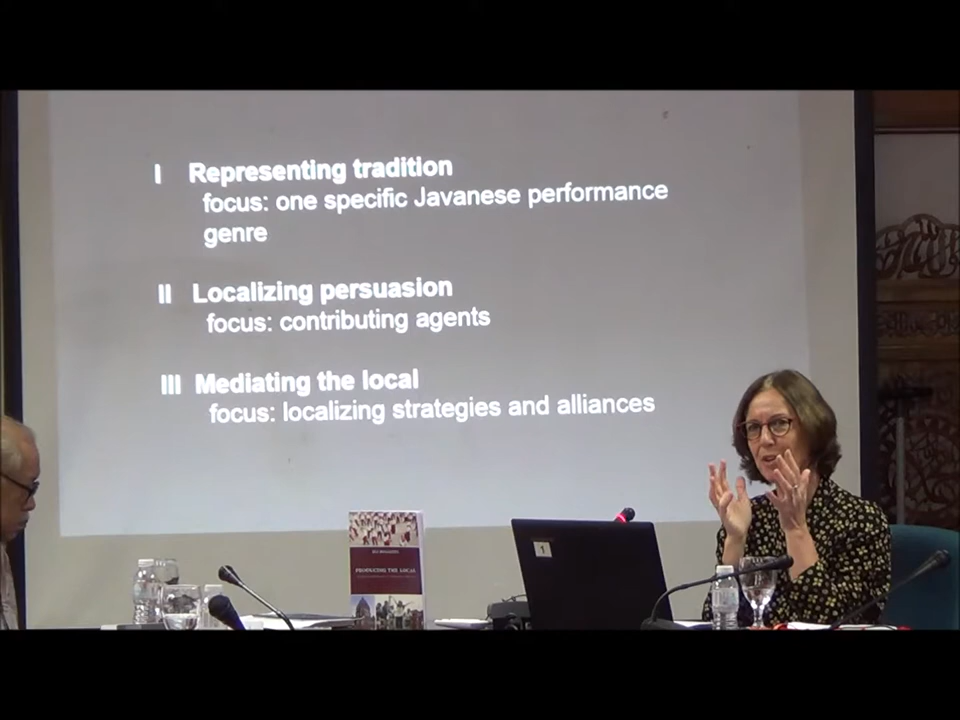 I Representing tradition
focus: one specific Javanese performance
genre
II Localizing persuasion
focus: contributing agents
III Mediating the local
focus: localizing strategies and alliances
PRODUCING THE LOCAL
1